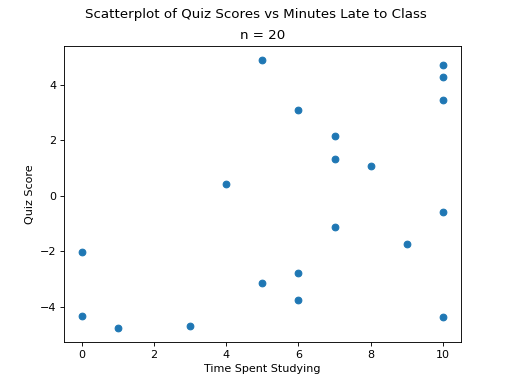 Scatterplot of Quiz Scores vs Minutes Late to Class
n = 20
4
2
0
−2
−4
Quiz Score
0 2 4 6 8 10
Time Spent Studying